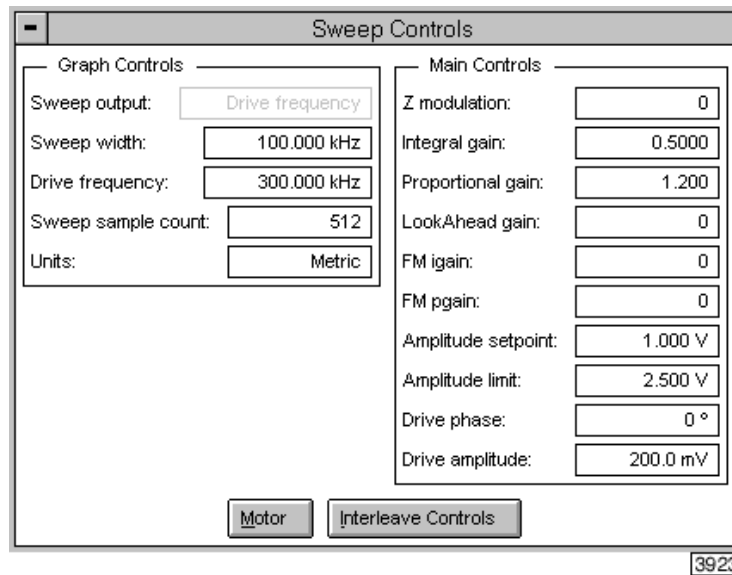 Sweep Controls
Graph Controls
Sweep output: Drive frequency
Sweep width: 100.000 kHz
Drive frequency: 300.000 kHz
Sweep sample count: 512
Units: Metric
Main Controls
Z modulation: 0
Integral gain: 0.5000
Proportional gain: 1.200
LookAhead gain: 0
FM igain: 0
FM pgain: 0
Amplitude setpoint: 1.000 V
Amplitude limit: 2.500 V
Drive phase: 0 °
Drive amplitude: 200.0 mV
Motor
Interleave Controls
3923